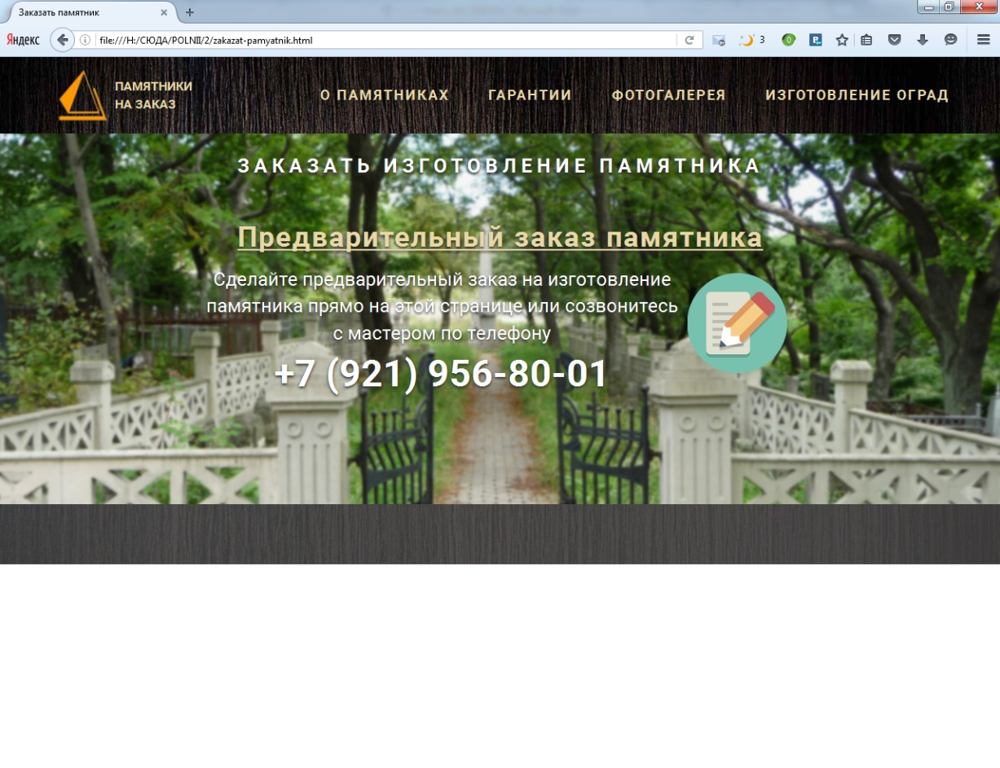 Заказать памятник
Яндекс
file:///H:/СЮДА/POLNII/2/zakazat-pamyatnik.html
3
0
ПАМЯТНИКИ
НА ЗАКАЗ
О ПАМЯТНИКАХ
ГАРАНТИИ
ФОТОГАЛЕРЕЯ
ИЗГОТОВЛЕНИЕ ОГРАД
ЗАКАЗАТЬ ИЗГОТОВЛЕНИЕ ПАМЯТНИКА
Предварительный заказ памятника
Сделайте предварительный заказ на изготовление
памятника прямо на этой странице или созвонитесь
с мастером по телефону
+7 (921) 956-80-01